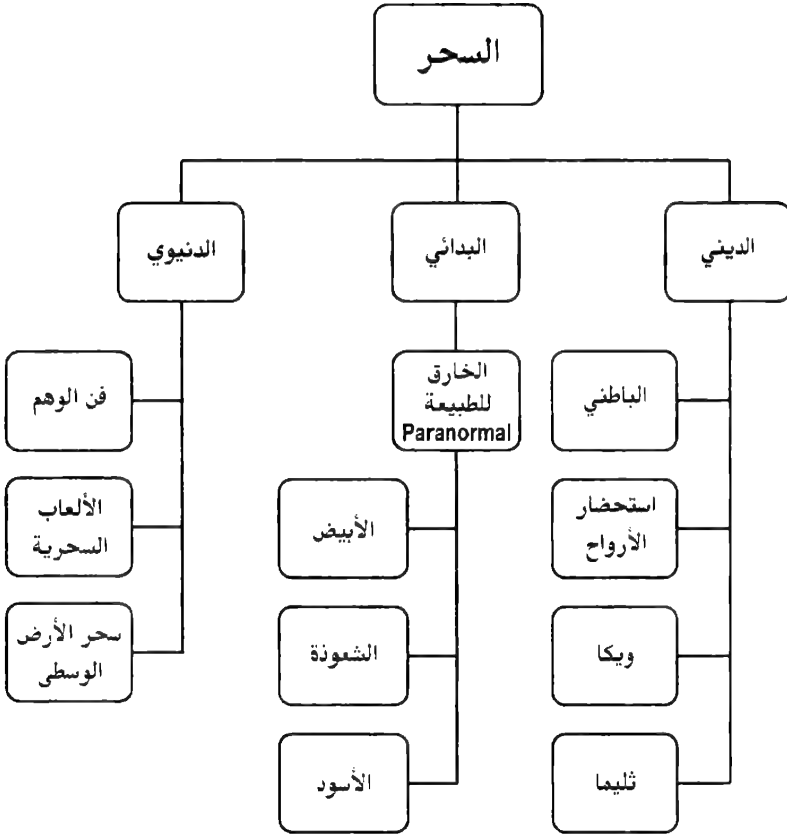 السحر
الديني
البدائي
الدنيوي
الباطني
استحضار
الأرواح
ويكا
ثليما
الخارق
للطبيعة
Paranormal
الأبيض
الشعوذة
الأسود
فن الوهم
الألعاب
السحرية
سحر الأرض
الوسطى